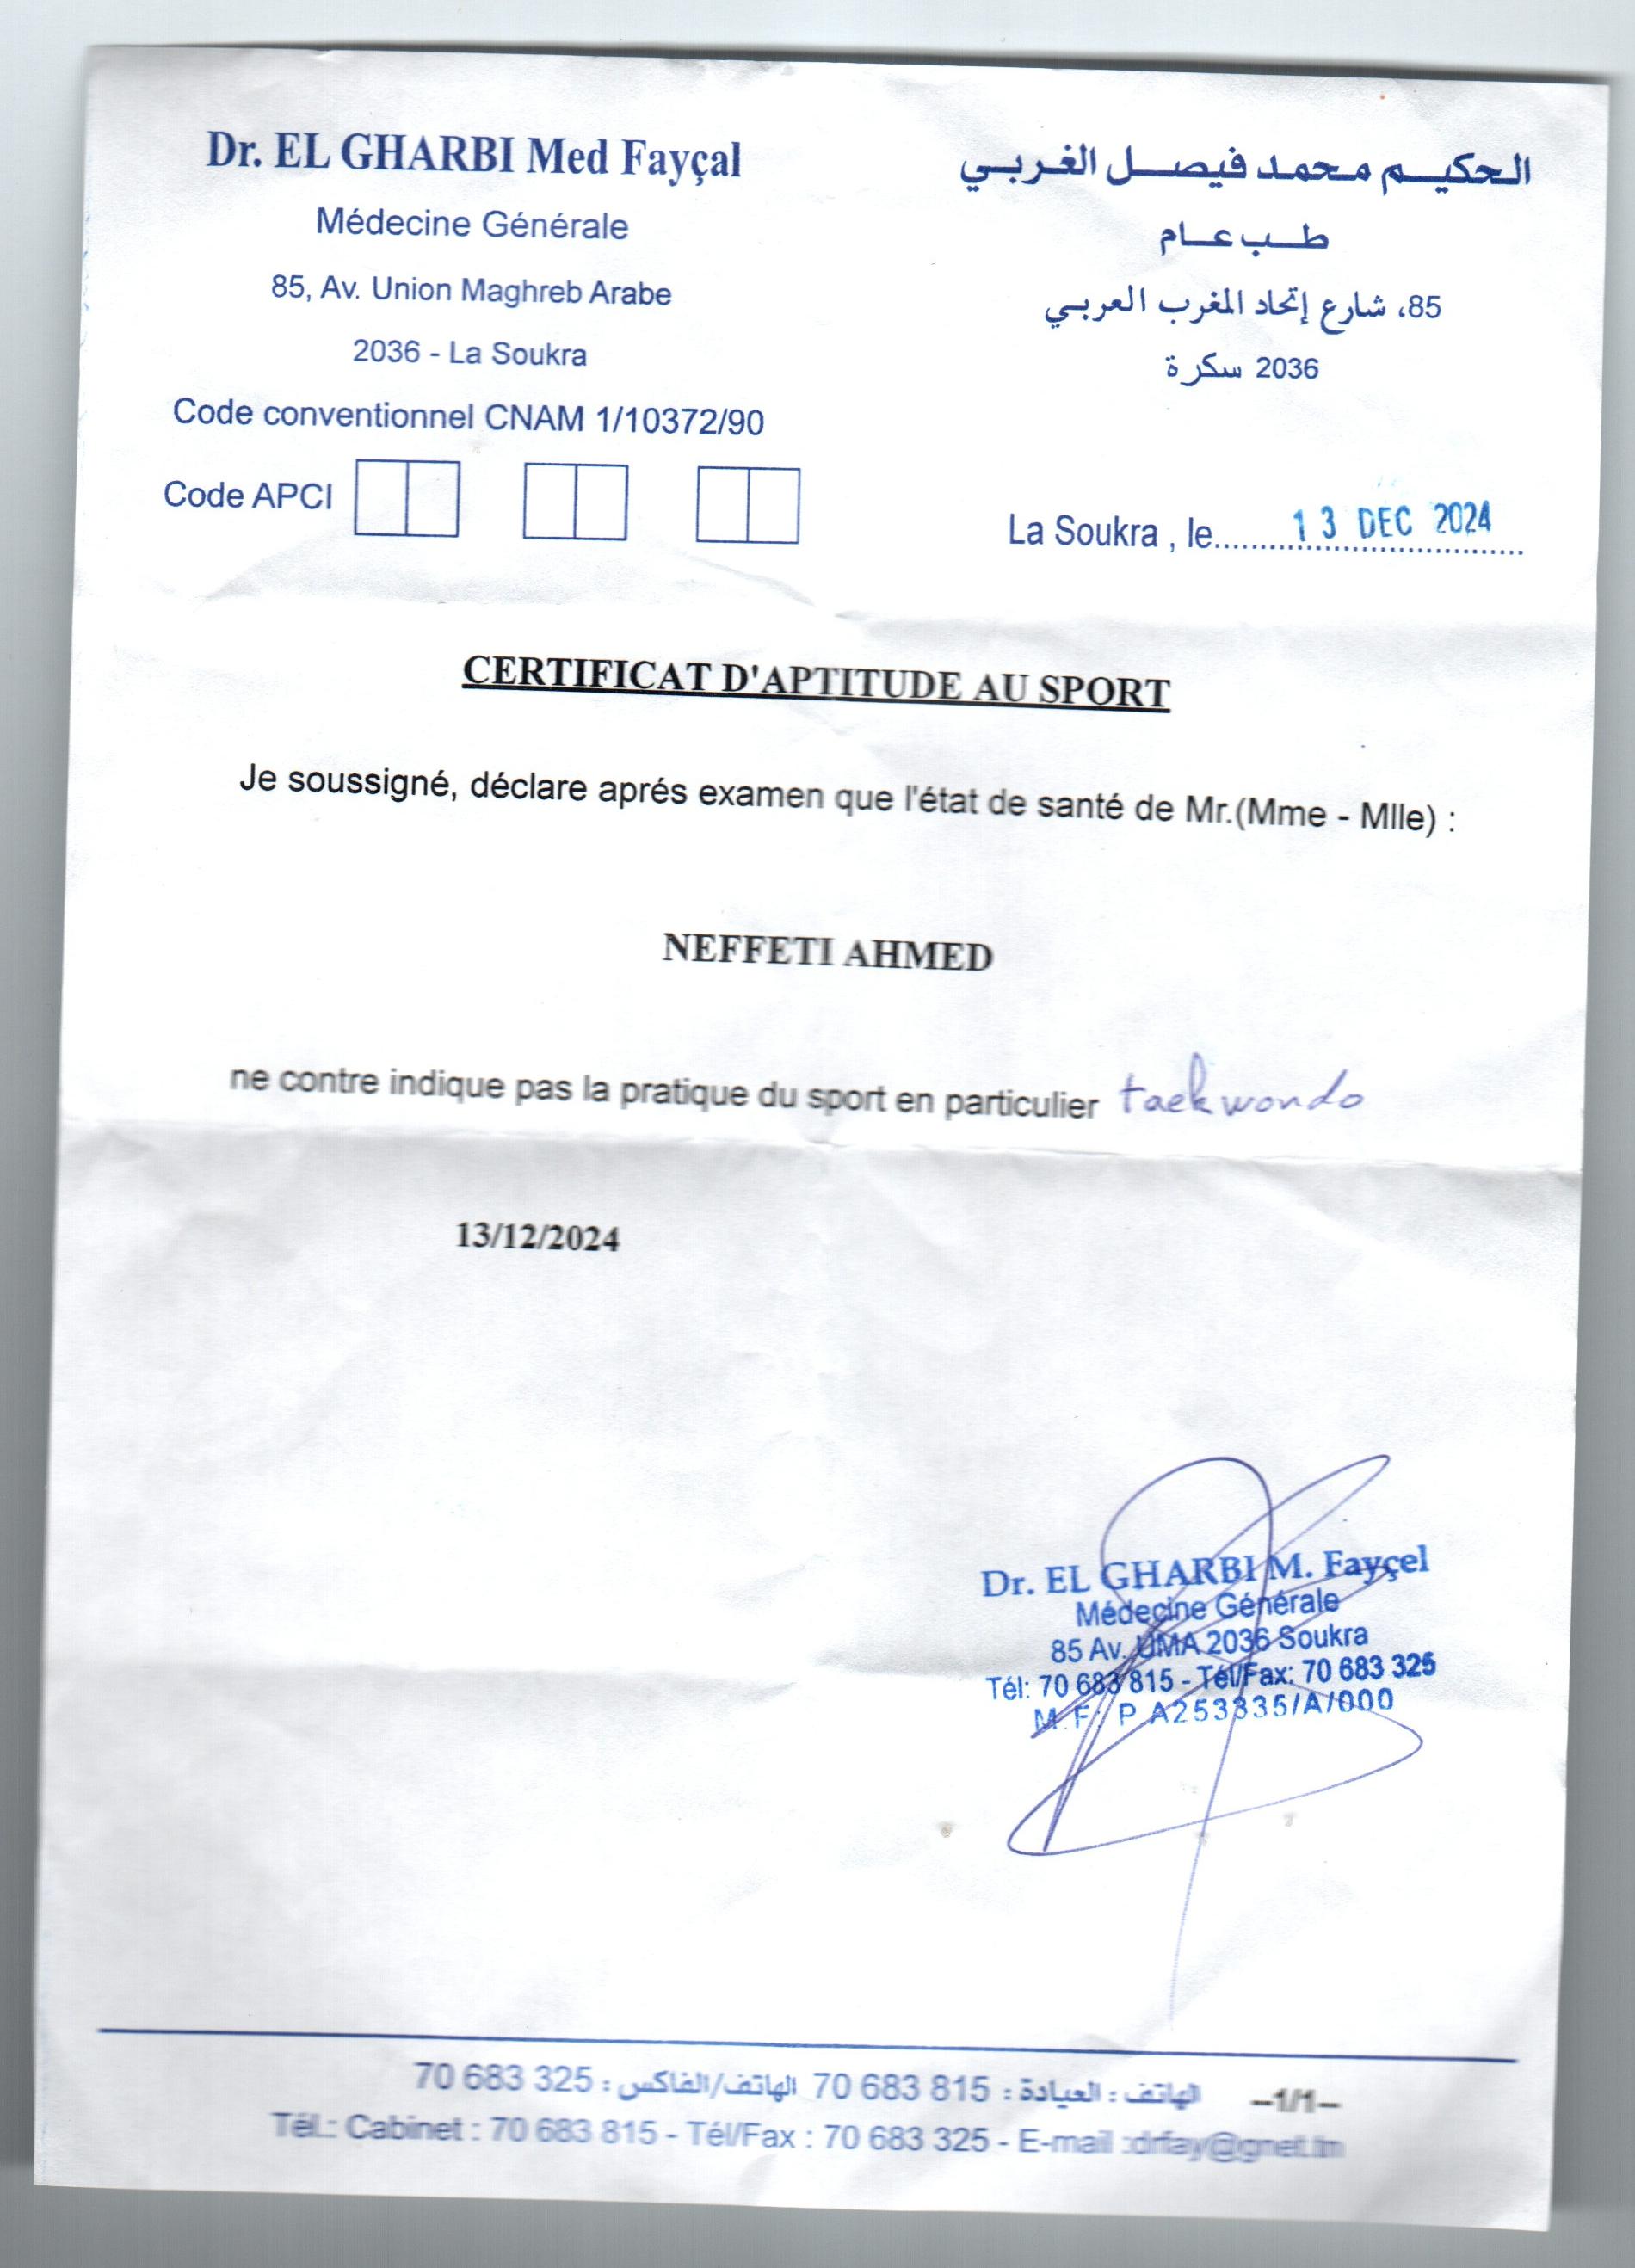 Dr. EL GHARBI Med Fayçal
Médecine Générale
85, Av. Union Maghreb Arabe
2036 - La Soukra
Code conventionnel CNAM 1/10372/90
Code APCI
الحكيم محمد فيصل الغربي
طب عام
85، شارع إتحاد المغرب العربي
2036 سكرة
La Soukra , le 13 DEC 2024
CERTIFICAT D'APTITUDE AU SPORT
Je soussigné, déclare aprés examen que l'état de santé de Mr.(Mme - Mlle) :
NEFFETI AHMED
ne contre indique pas la pratique du sport en particulier taekwondo
13/12/2024
Dr. EL GHARBI M. Fayçel
Médecine Générale
85 Av. UMA 2036 Soukra
Tél: 70 683 815 - Tél/Fax: 70 683 325
M.F: P A253335/A/000
الهاتف : العيادة : 815 683 70 الهاتف/الفاكس : 325 683 70
--1/1--
Tél.: Cabinet : 70 683 815 - Tél/Fax : 70 683 325 - E-mail :drfay@gnet.tn